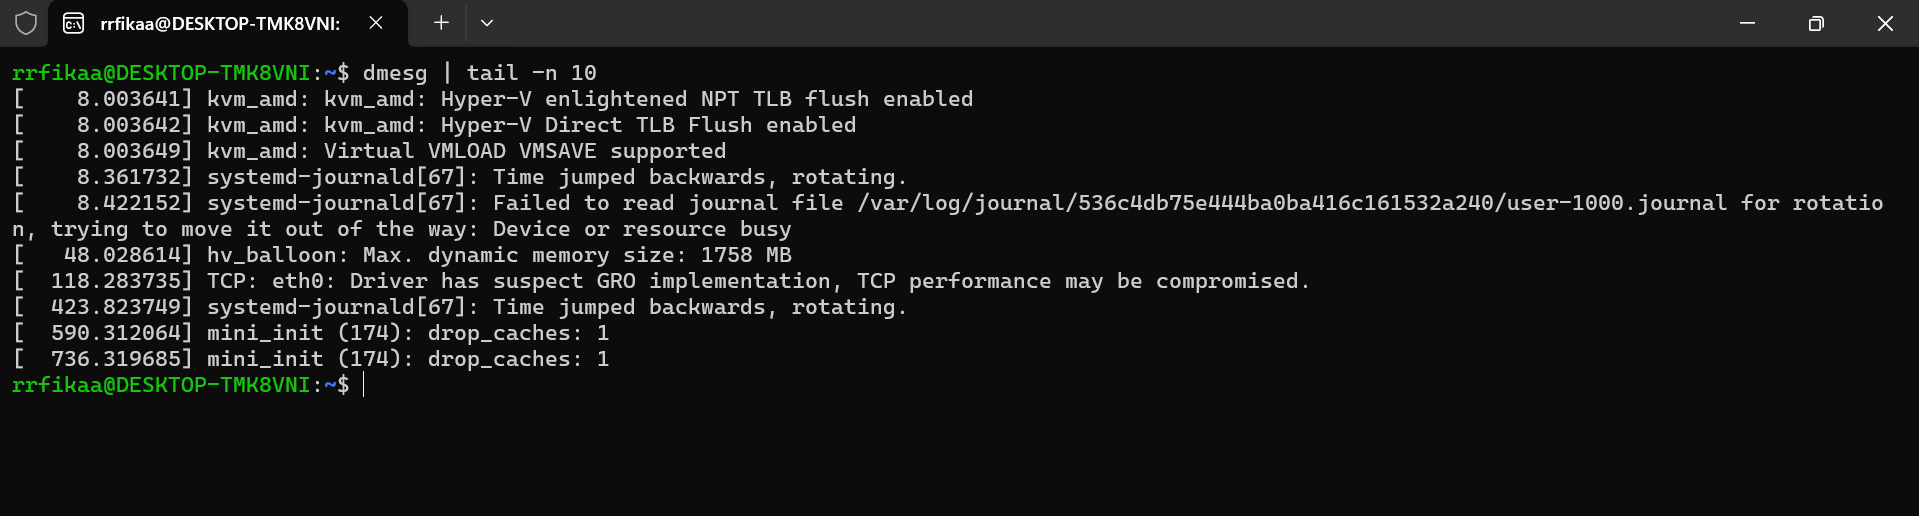 rrfikaa@DESKTOP-TMK8VNI:
rrfikaa@DESKTOP-TMK8VNI:~$ dmesg | tail -n 10
[    8.003641] kvm_amd: kvm_amd: Hyper-V enlightened NPT TLB flush enabled
[    8.003642] kvm_amd: kvm_amd: Hyper-V Direct TLB Flush enabled
[    8.003649] kvm_amd: Virtual VMLOAD VMSAVE supported
[    8.361732] systemd-journald[67]: Time jumped backwards, rotating.
[    8.422152] systemd-journald[67]: Failed to read journal file /var/log/journal/536c4db75e444ba0ba416c161532a240/user-1000.journal for rotatio
n, trying to move it out of the way: Device or resource busy
[   48.028614] hv_balloon: Max. dynamic memory size: 1758 MB
[  118.283735] TCP: eth0: Driver has suspect GRO implementation, TCP performance may be compromised.
[  423.823749] systemd-journald[67]: Time jumped backwards, rotating.
[  590.312064] mini_init (174): drop_caches: 1
[  736.319685] mini_init (174): drop_caches: 1
rrfikaa@DESKTOP-TMK8VNI:~$